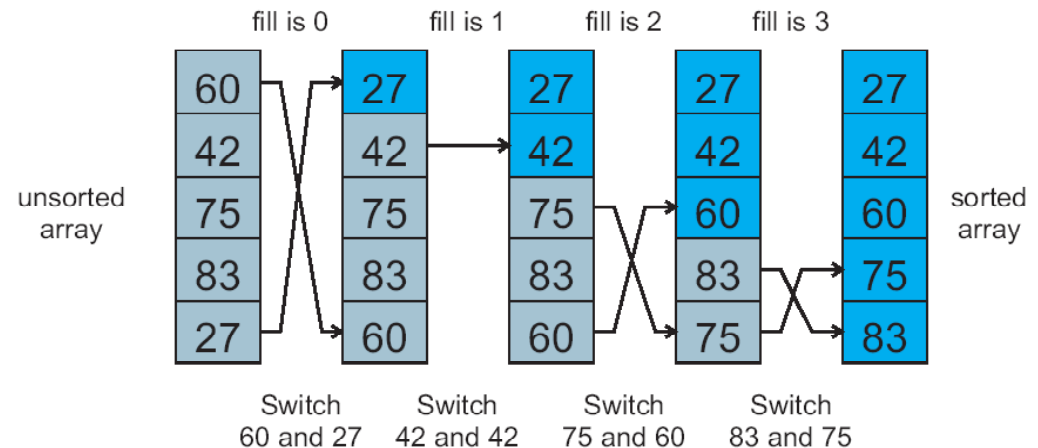 fill is 0 fill is 1 fill is 2 fill is 3
60 27 27 27 27
42 42 42 42 42
unsorted array
75 75 75 60 60
sorted array
83 83 83 83 75
27 60 60 75 83
Switch Switch Switch Switch
60 and 27 42 and 42 75 and 60 83 and 75